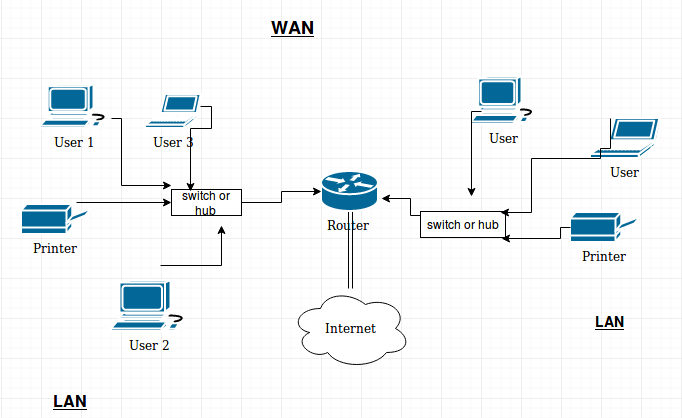 WAN
User 1
User 3
User
User
switch or
hub
Printer
Router
switch or hub
Printer
User 2
Internet
LAN
LAN